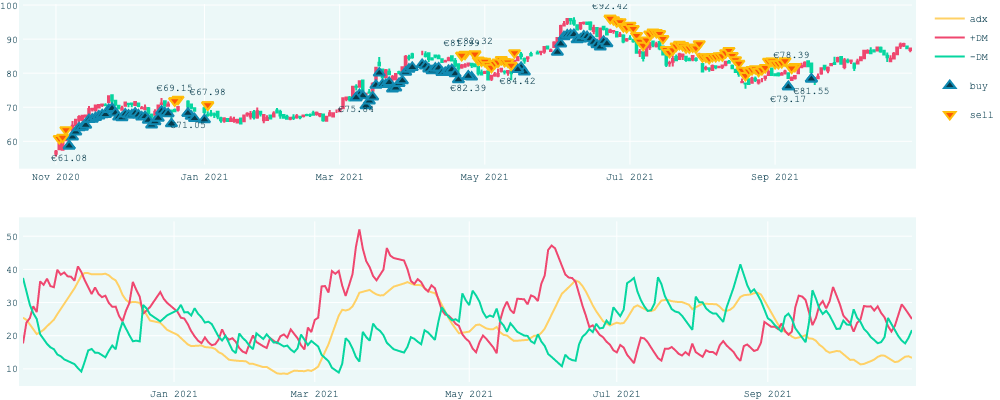 100
90
80
70
60
€92.42
€87.32
€78.39
€84.42
€82.39
€69.15
€67.98
€79.17
€81.55
€61.08
Nov 2020 Jan 2021 Mar 2021 May 2021 Jul 2021 Sep 2021
adx
+DM
−DM
buy
sell
50
40
30
20
10
Jan 2021 Mar 2021 May 2021 Jul 2021 Sep 2021